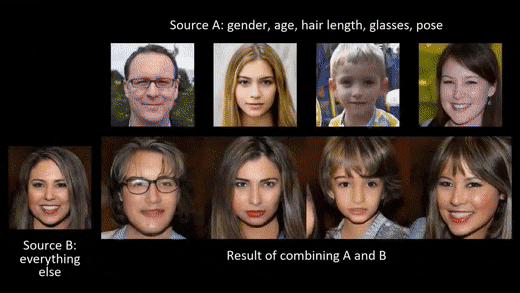 Source A: gender, age, hair length, glasses, pose
Source B:
everything
else
Result of combining A and B